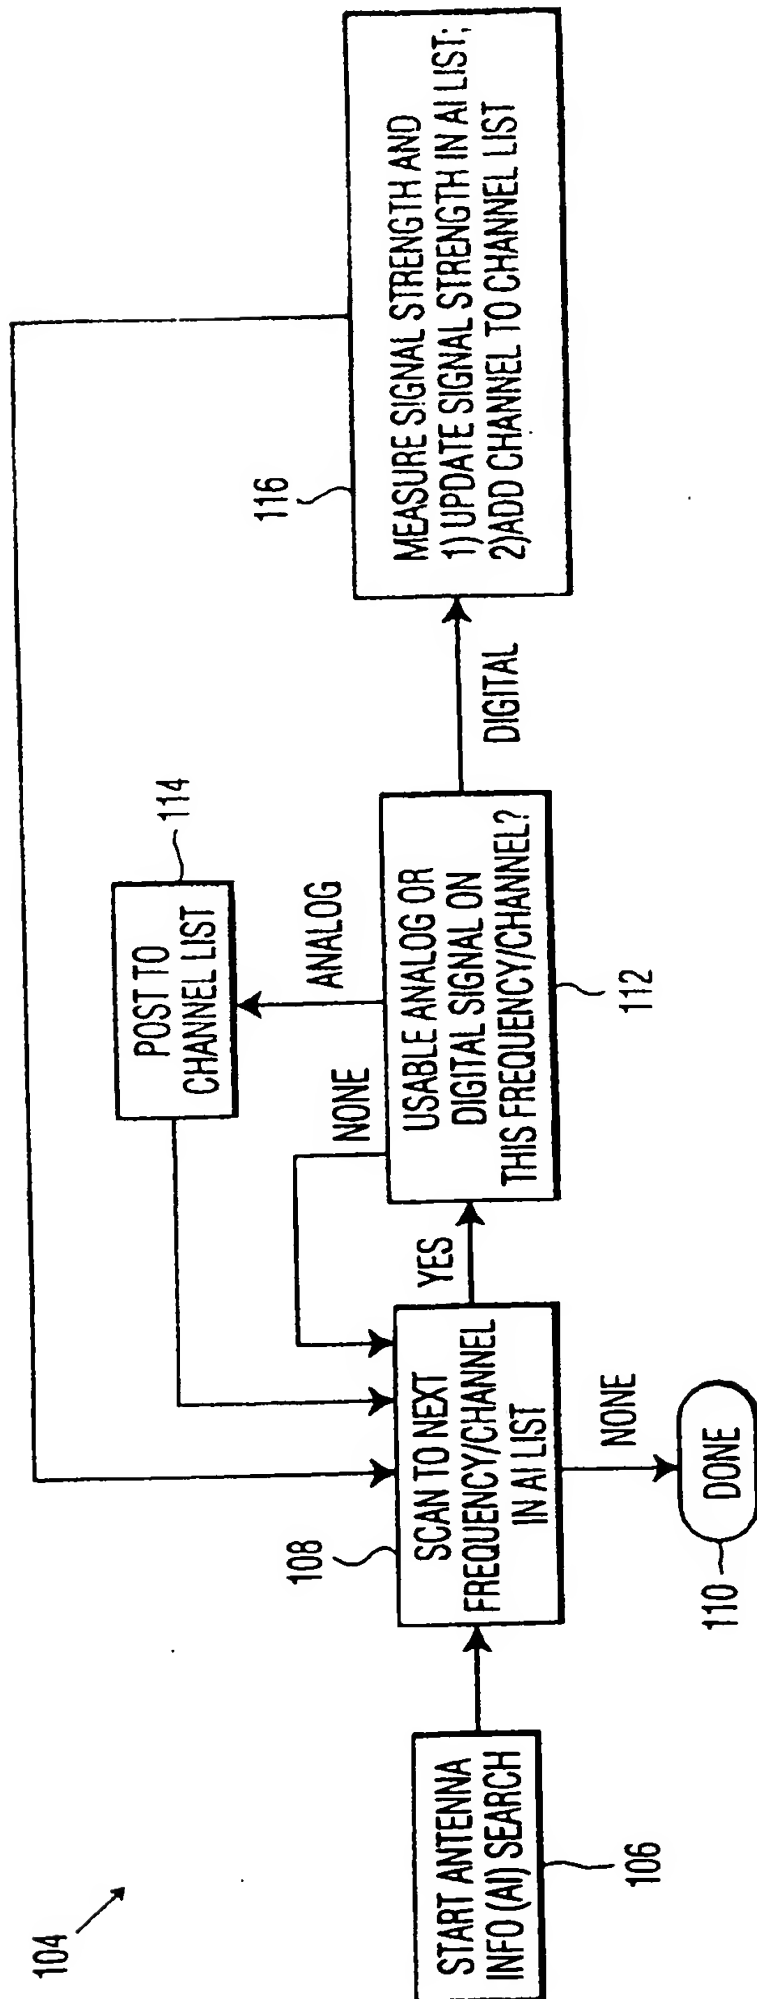 104
START ANTENNA
INFO (AI) SEARCH
106
108
SCAN TO NEXT
FREQUENCY/CHANNEL
IN AI LIST
NONE
110
DONE
YES
NONE
USABLE ANALOG OR
DIGITAL SIGNAL ON
THIS FREQUENCY/CHANNEL?
112
ANALOG
POST TO
CHANNEL LIST
114
DIGITAL
116
MEASURE SIGNAL STRENGTH AND
1) UPDATE SIGNAL STRENGTH IN AI LIST;
2)ADD CHANNEL TO CHANNEL LIST